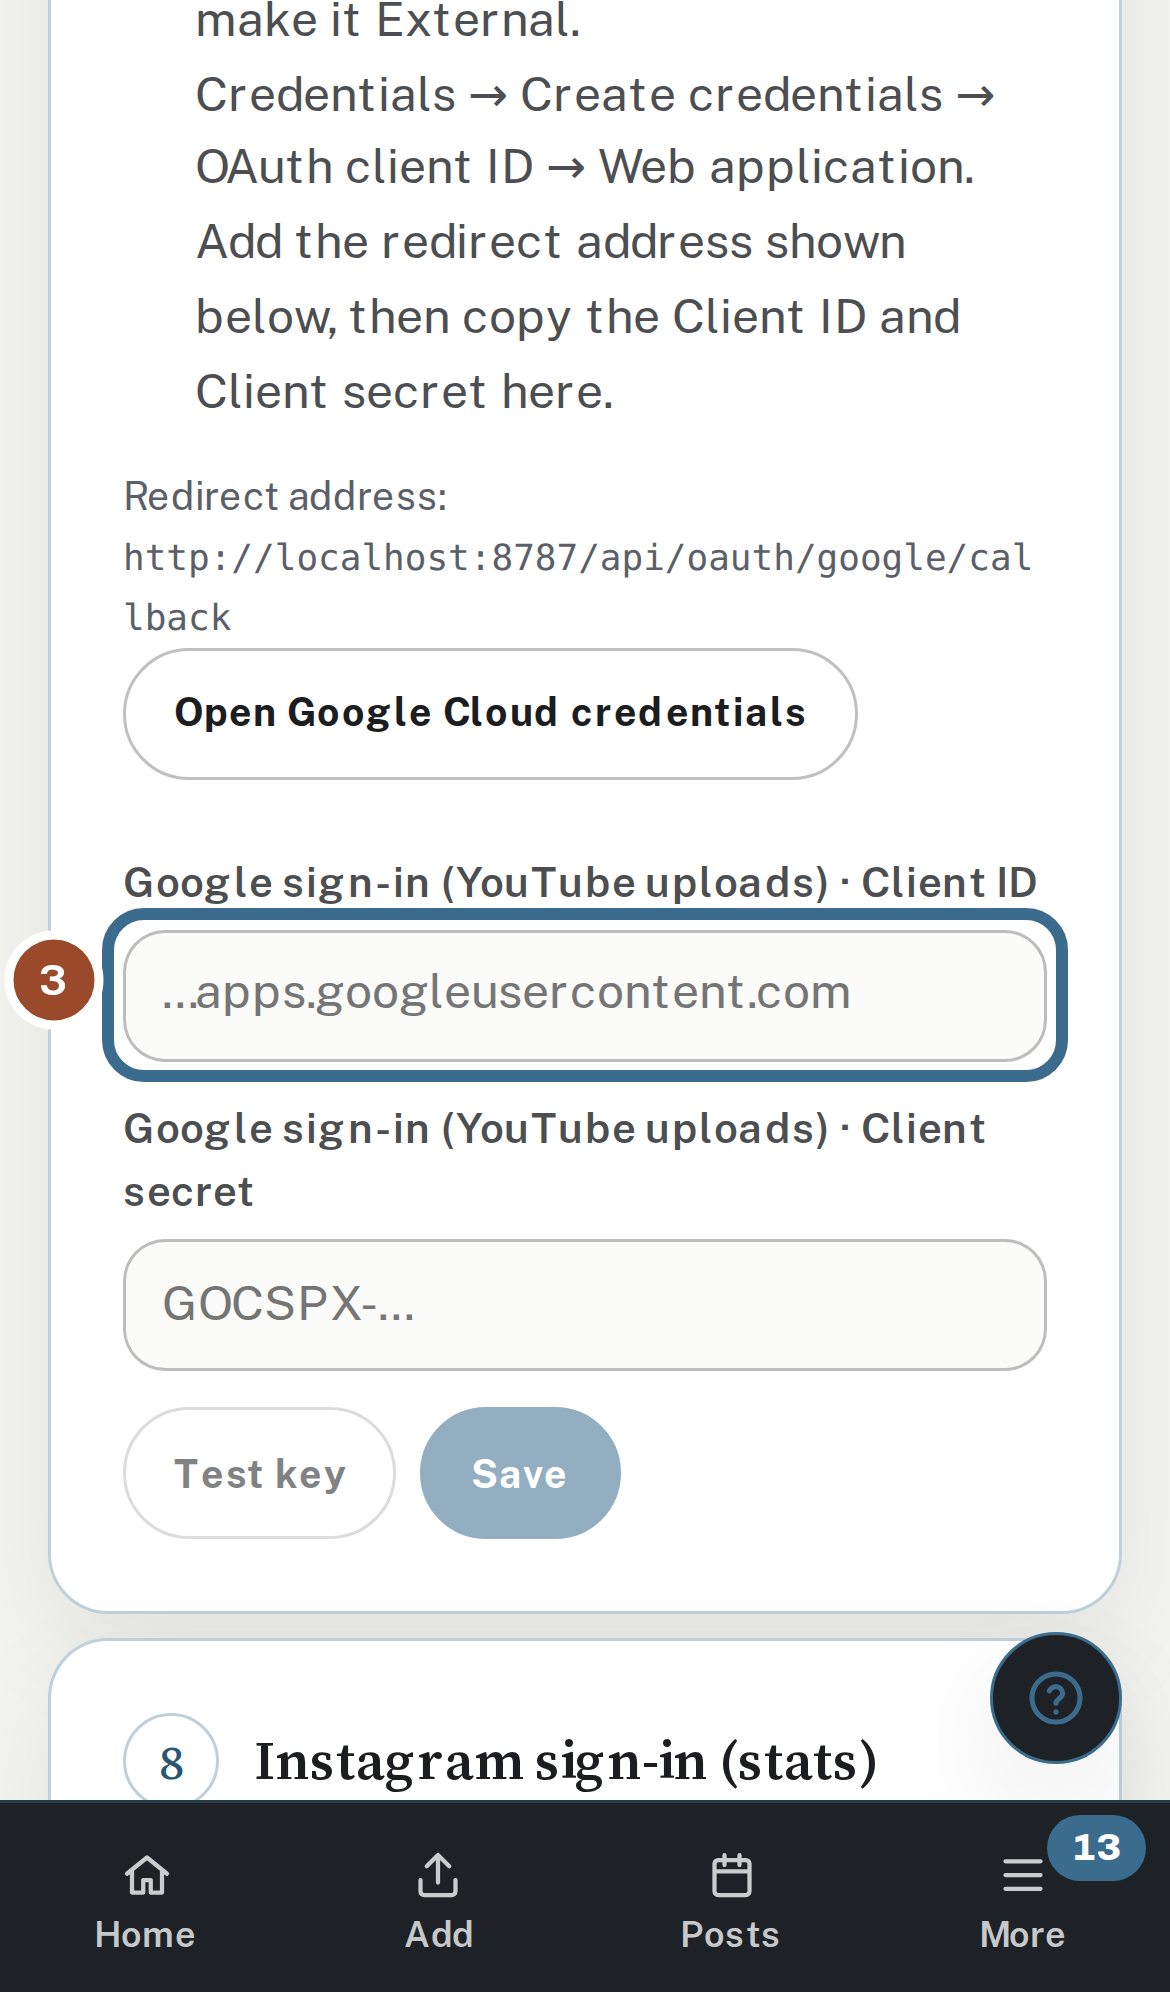 make it External.
Credentials → Create credentials →
OAuth client ID → Web application.
Add the redirect address shown
below, then copy the Client ID and
Client secret here.
Redirect address:
http://localhost:8787/api/oauth/google/cal
lback
Open Google Cloud credentials
Google sign-in (YouTube uploads) · Client ID
3
...apps.googleusercontent.com
Google sign-in (YouTube uploads) · Client
secret
GOCSPX-...
Test key Save
8 Instagram sign-in (stats)
13
Home Add Posts More